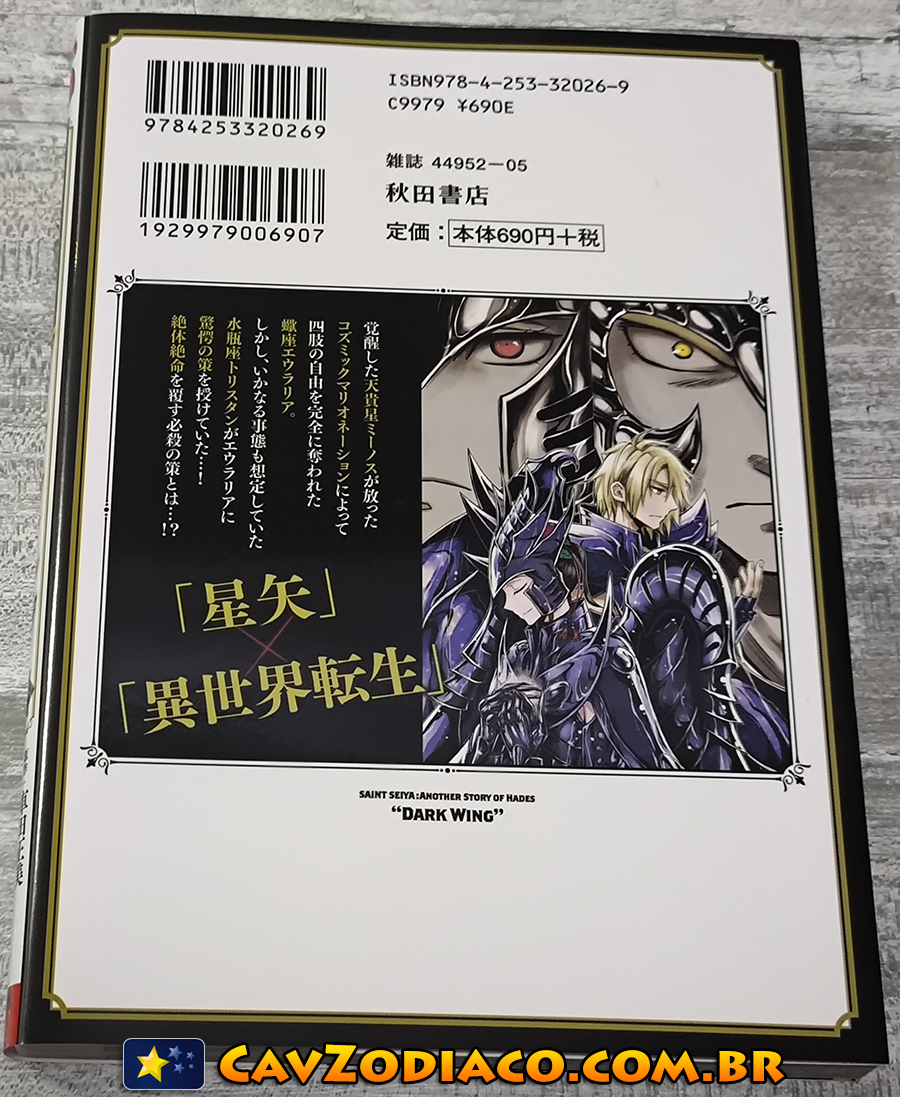 ISBN978-4-253-32026-9
C9979 ¥690E
9784253320269
雑誌 44952-05
秋田書店
1929979006907
定価：本体690円+税
覚醒した天貴星ミーノスが放った
コズミックマリオネーションによって
四肢の自由を完全に奪われた
蠍座エウラリア。
しかし、いかなる事態も想定していた
水瓶座トリスタンがエウラリアに
驚愕の策を授けていた…！
絶体絶命を覆す必殺の策とは…!?
「星矢」
×
「異世界転生」
SAINT SEIYA : ANOTHER STORY OF HADES
“DARK WING”
CAVZODIACO.COM.BR